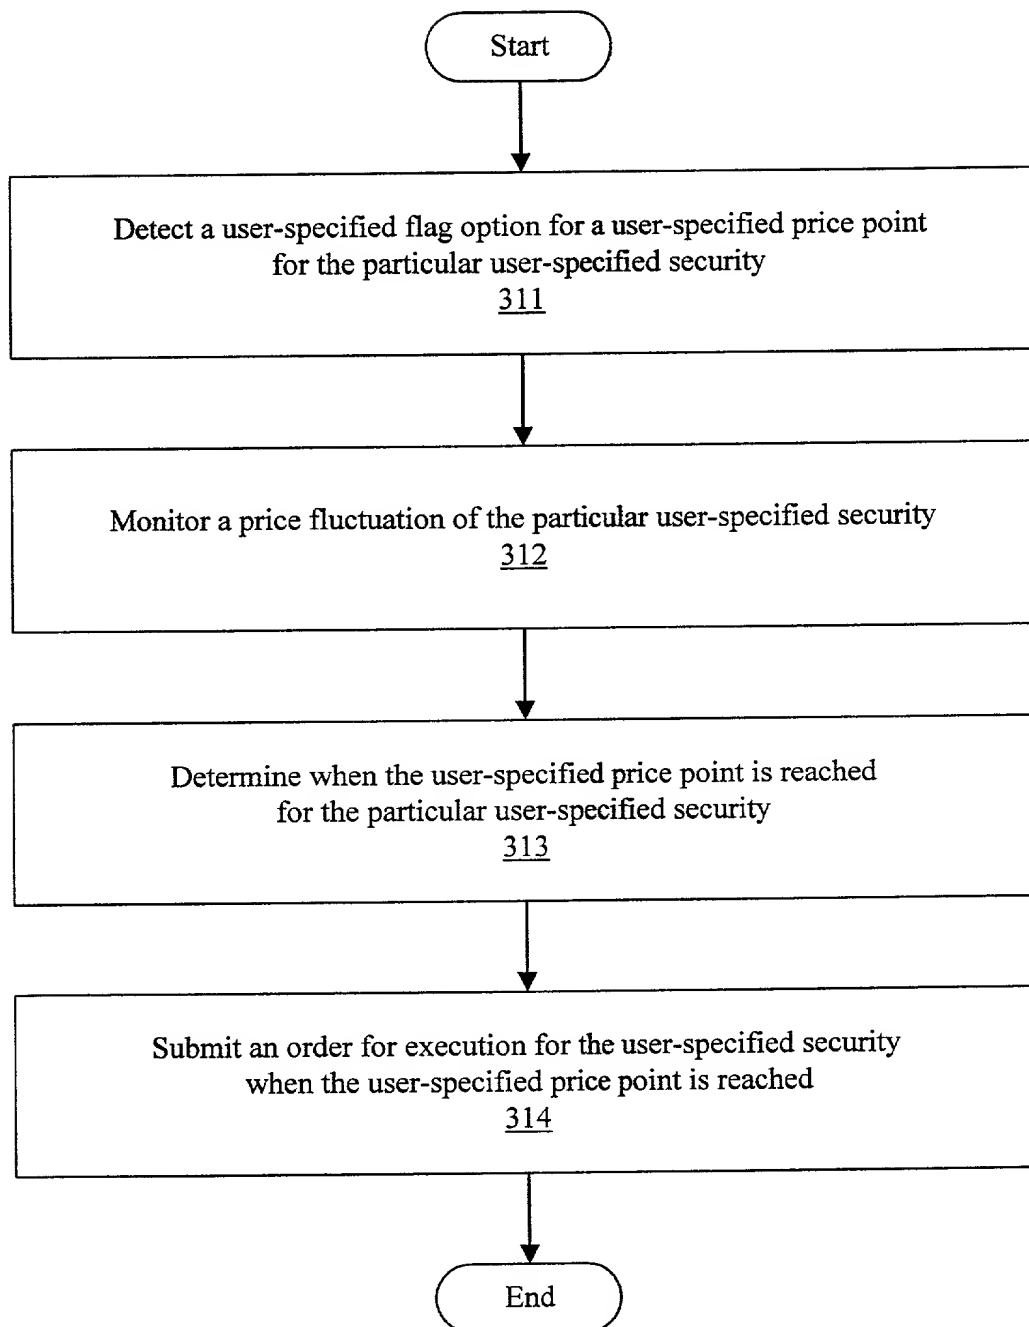 Start
Detect a user-specified flag option for a user-specified price point
for the particular user-specified security
311
Monitor a price fluctuation of the particular user-specified security
312
Determine when the user-specified price point is reached
for the particular user-specified security
313
Submit an order for execution for the user-specified security
when the user-specified price point is reached
314
End